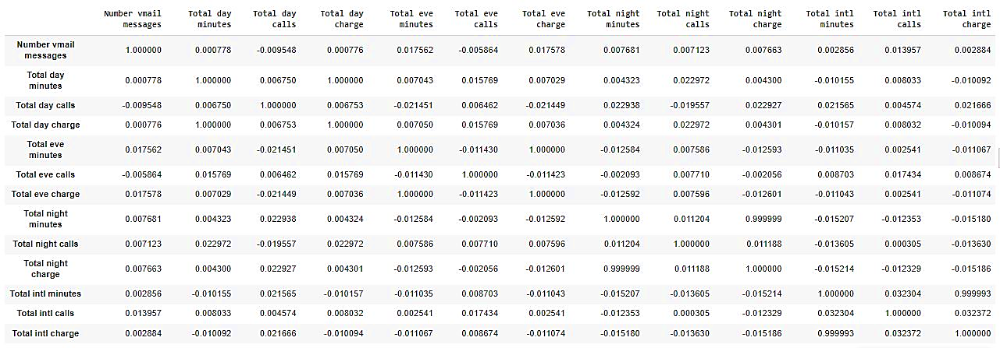 Number vmail Total day Total day Total day Total eve Total eve Total eve Total night Total night Total night Total intl Total intl Total intl
messages minutes calls charge minutes calls charge minutes calls charge minutes calls charge
Number vmail
messages 1.000000 0.000778 -0.009548 0.000776 0.017562 -0.005864 0.017578 0.007681 0.007123 0.007663 0.002856 0.013957 0.002884
Total day
minutes 0.000778 1.000000 0.006750 1.000000 0.007043 0.015769 0.007029 0.004323 0.022972 0.004300 -0.010155 0.008033 -0.010092
Total day calls -0.009548 0.006750 1.000000 0.006753 -0.021451 0.006462 -0.021449 0.022938 -0.019557 0.022927 0.021565 0.004574 0.021666
Total day charge 0.000776 1.000000 0.006753 1.000000 0.007050 0.015769 0.007036 0.004324 0.022972 0.004301 -0.010157 0.008032 -0.010094
Total eve
minutes 0.017562 0.007043 -0.021451 0.007050 1.000000 -0.011430 1.000000 -0.012584 0.007586 -0.012593 -0.011035 0.002541 -0.011067
Total eve calls -0.005864 0.015769 0.006462 0.015769 -0.011430 1.000000 -0.011423 -0.002093 0.007710 -0.002056 0.008703 0.017434 0.008674
Total eve charge 0.017578 0.007029 -0.021449 0.007036 1.000000 -0.011423 1.000000 -0.012592 0.007596 -0.012601 -0.011043 0.002541 -0.011074
Total night
minutes 0.007681 0.004323 0.022938 0.004324 -0.012584 -0.002093 -0.012592 1.000000 0.011204 0.999999 -0.015207 -0.012353 -0.015180
Total night calls 0.007123 0.022972 -0.019557 0.022972 0.007586 0.007710 0.007596 0.011204 1.000000 0.011188 -0.013605 0.000305 -0.013630
Total night
charge 0.007663 0.004300 0.022927 0.004301 -0.012593 -0.002056 -0.012601 0.999999 0.011188 1.000000 -0.015214 -0.012329 -0.015186
Total intl minutes 0.002856 -0.010155 0.021565 -0.010157 -0.011035 0.008703 -0.011043 -0.015207 -0.013605 -0.015214 1.000000 0.032304 0.999993
Total intl calls 0.013957 0.008033 0.004574 0.008032 0.002541 0.017434 0.002541 -0.012353 0.000305 -0.012329 0.032304 1.000000 0.032372
Total intl charge 0.002884 -0.010092 0.021666 -0.010094 -0.011067 0.008674 -0.011074 -0.015180 -0.013630 -0.015186 0.999993 0.032372 1.000000